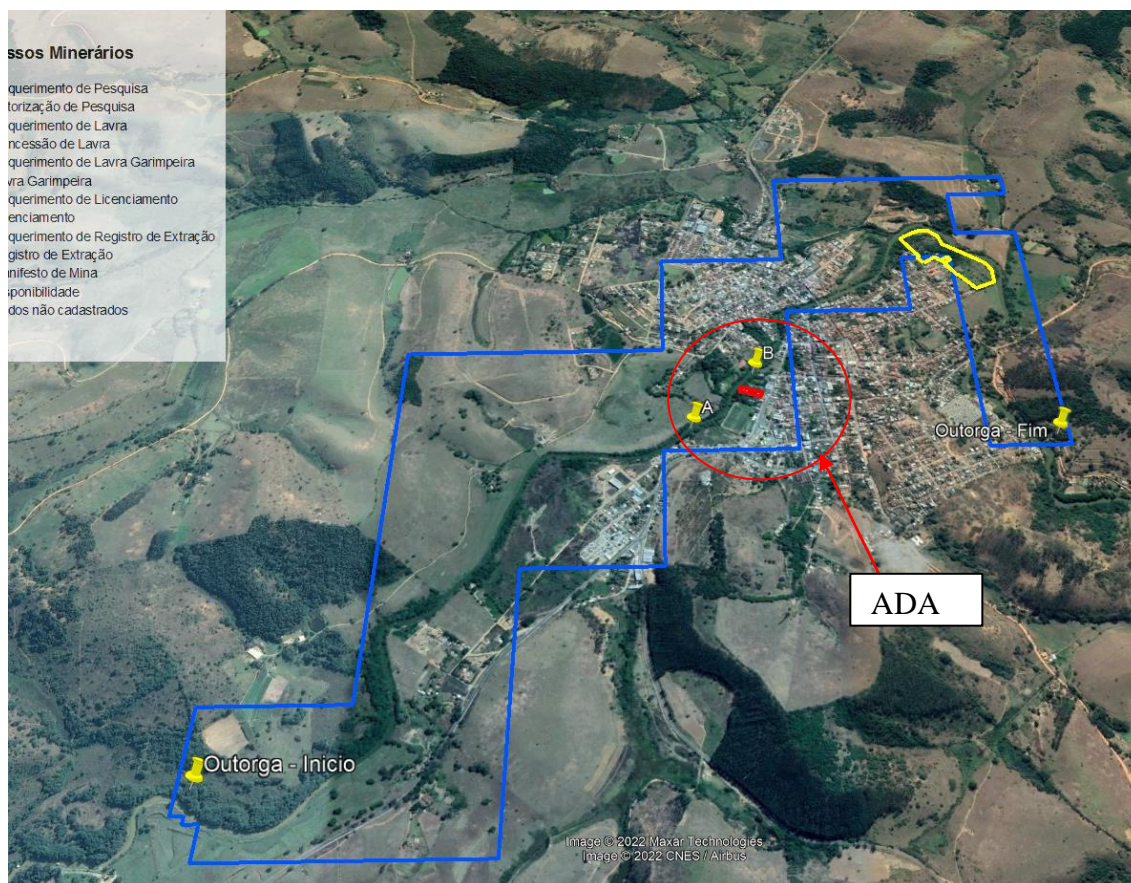 ssos Minerários
querimento de Pesquisa
torização de Pesquisa
querimento de Lavra
ncessão de Lavra
querimento de Lavra Garimpeira
vra Garimpeira
querimento de Licenciamento
cenciamento
querimento de Registro de Extração
gistro de Extração
anifesto de Mina
sponibilidade
dos não cadastrados
B
A
Outorga - Fim
ADA
Outorga - Inicio
Image © 2022 Maxar Technologies
Image © 2022 CNES / Airbus